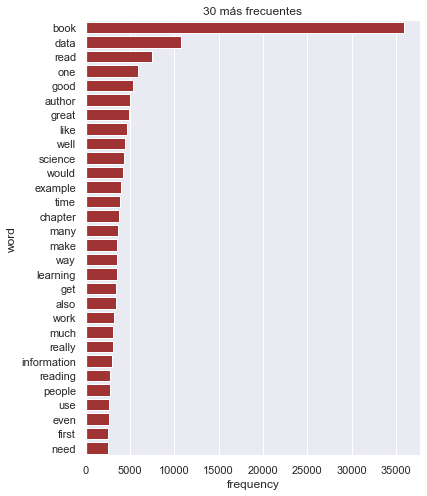 30 más frecuentes
book
data
read
one
good
author
great
like
well
science
would
example
time
chapter
many
make
way
learning
get
also
work
much
really
information
reading
people
use
even
first
need
word
0 5000 10000 15000 20000 25000 30000 35000
frequency